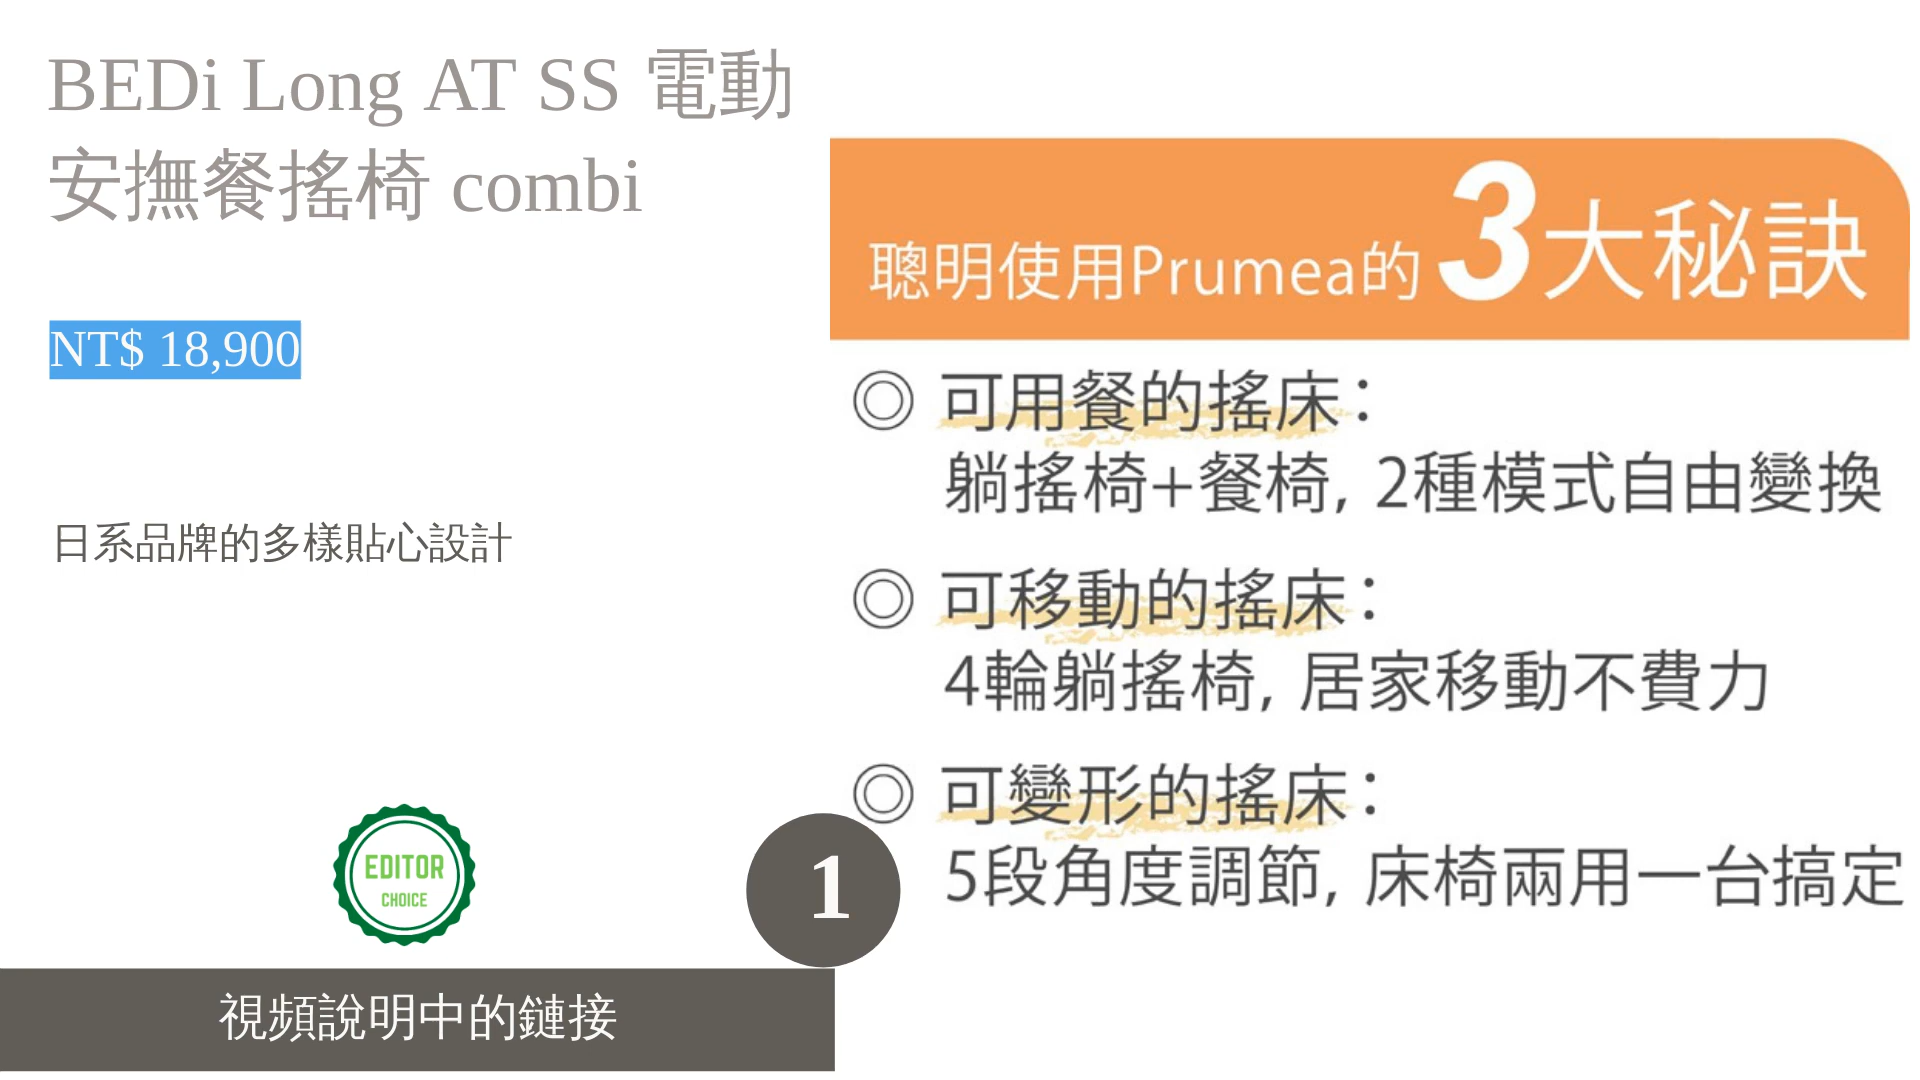 BEDi Long AT SS 電動
安撫餐搖椅 combi
NT$ 18,900
日系品牌的多樣貼心設計
EDITOR
CHOICE
1
視頻說明中的鏈接
聰明使用Prumea的3大秘訣
◎ 可用餐的搖床：
躺搖椅+餐椅, 2種模式自由變換
◎ 可移動的搖床：
4輪躺搖椅, 居家移動不費力
◎ 可變形的搖床：
5段角度調節, 床椅兩用一台搞定